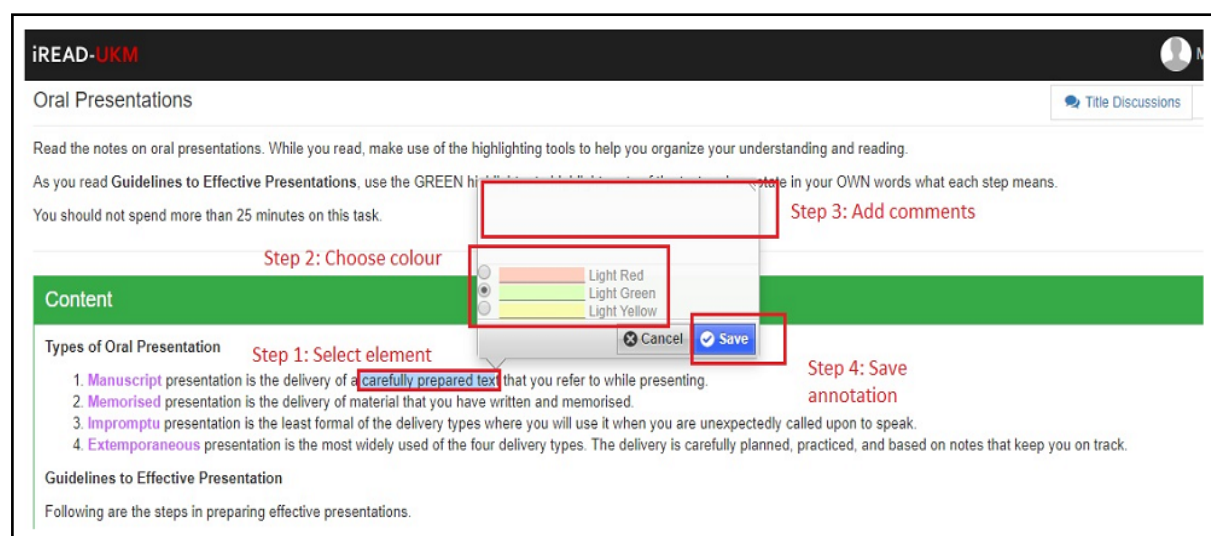 iREAD-UKM
M
Oral Presentations
Title Discussions
Read the notes on oral presentations. While you read, make use of the highlighting tools to help you organize your understanding and reading.
As you read Guidelines to Effective Presentations, use the GREEN in your OWN words what each step means.
Step 3: Add comments
You should not spend more than 25 minutes on this task.
Step 2: Choose colour
Light Red
Light Green
Light Yellow
Content
Cancel
Save
Types of Oral Presentation
Step 1: Select element
Step 4: Save
annotation
1. Manuscript presentation is the delivery of a carefully prepared text that you refer to while presenting.
2. Memorised presentation is the delivery of material that you have written and memorised.
3. Impromptu presentation is the least formal of the delivery types where you will use it when you are unexpectedly called upon to speak.
4. Extemporaneous presentation is the most widely used of the four delivery types. The delivery is carefully planned, practiced, and based on notes that keep you on track.
Guidelines to Effective Presentation
Following are the steps in preparing effective presentations.